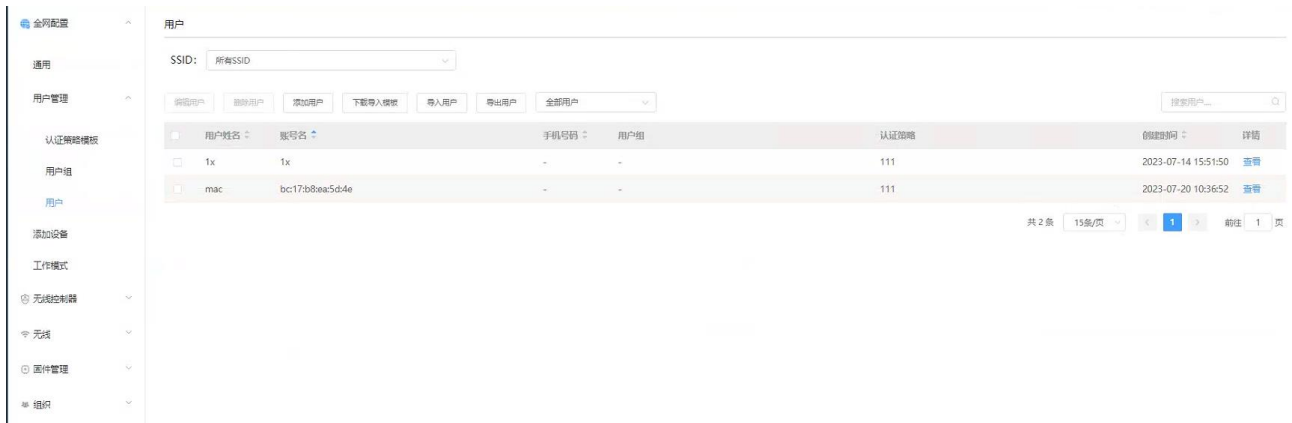 全网配置
通用
用户管理
认证策略模板
用户组
用户
添加设备
工作模式
无线控制器
无线
固件管理
组织
用户
SSID: 所有SSID
编辑用户 删除用户 添加用户 下载导入模板 导入用户 导出用户 全部用户 搜索用户...
用户姓名 账号名 手机号码 用户组 认证策略 创建时间 详情
1x 1x - - 111 2023-07-14 15:51:50 查看
mac bc:17:b8:ea:5d:4e - - 111 2023-07-20 10:36:52 查看
共 2 条 15条/页 < 1 > 前往 1 页